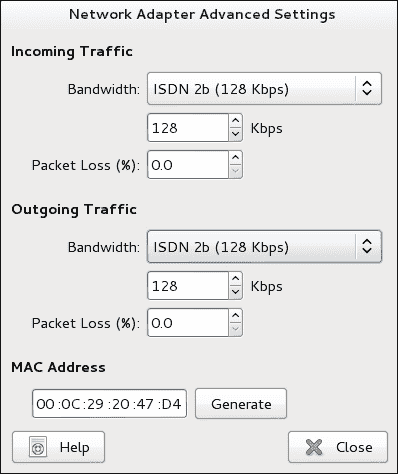 Network Adapter Advanced Settings
Incoming Traffic
Bandwidth: ISDN 2b (128 Kbps)
128 Kbps
Packet Loss (%): 0.0
Outgoing Traffic
Bandwidth: ISDN 2b (128 Kbps)
128 Kbps
Packet Loss (%): 0.0
MAC Address
00 :0C :29 :20 :47 :D4 Generate
Help Close